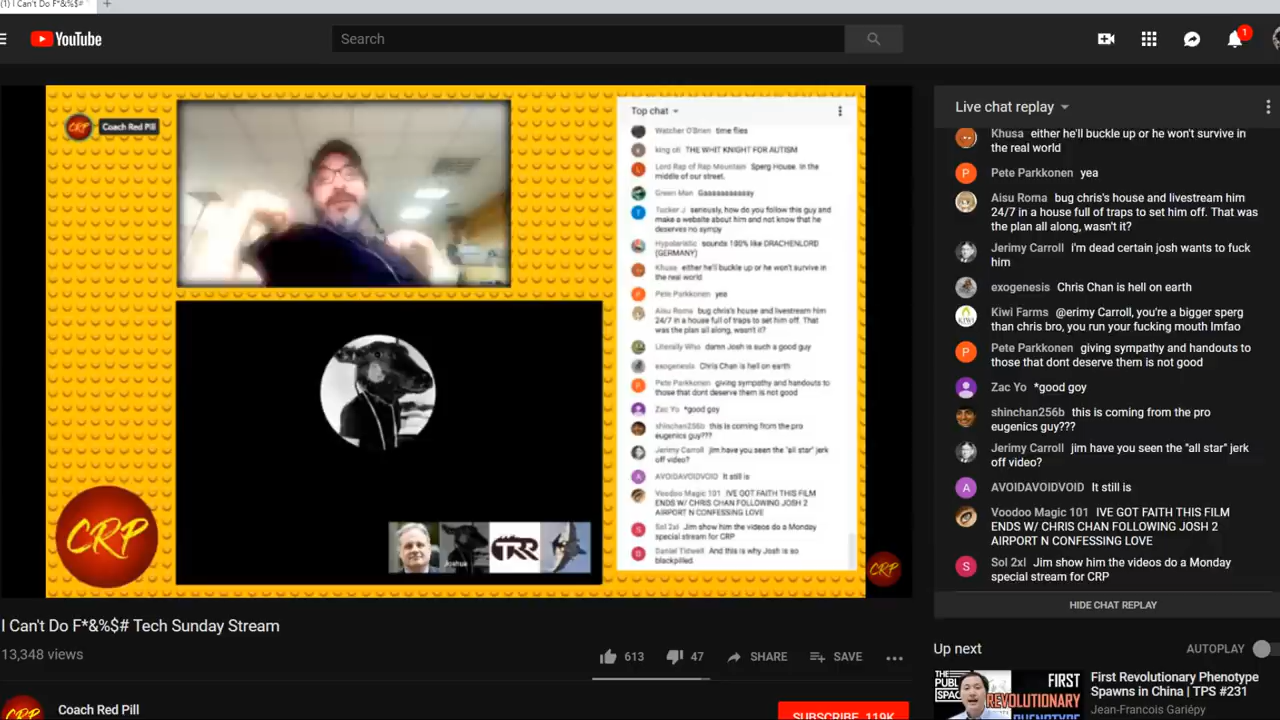 (1) I Can't Do F*&%$#
+
YouTube
Search
1
CRP
Coach Red Pill
Top chat
Watcher O'Brien time flies
king oli THE WHIT KNIGHT FOR AUTISM
Lord Rap of Rap Mountain Sperg House. In the
middle of our street.
Green Man Gaaaaaaaaaay
Tucker J seriously, how do you follow this guy and
make a website about him and not know that he
deserves no sympy
Hypolaristic sounds 100% like DRACHENLORD
(GERMANY)
Khusa either he'll buckle up or he won't survive in
the real world
Pete Parkkonen yea
Aisu Roma bug chris's house and livestream him
24/7 in a house full of traps to set him off. That
was the plan all along, wasn't it?
Literally Who damn Josh is such a good guy
exogenesis Chris Chan is hell on earth
Pete Parkkonen giving sympathy and handouts to
those that dont deserve them is not good
Zac Yo *good goy
shinchan256b this is coming from the pro
eugenics guy???
Jerimy Carroll jim have you seen the "all star" jerk
off video?
AVOIDAVOIDVOID It still is
Voodoo Magic 101 IVE GOT FAITH THIS FILM
ENDS W/ CHRIS CHAN FOLLOWING JOSH 2
AIRPORT N CONFESSING LOVE
Sol 2xl Jim show him the videos do a Monday
special stream for CRP
Daniel Tidwell And this is why Josh is so
blackpilled
Joshua
TRR
CRP
CRP
Live chat replay
Khusa either he'll buckle up or he won't survive in
the real world
Pete Parkkonen yea
Aisu Roma bug chris's house and livestream him
24/7 in a house full of traps to set him off. That was
the plan all along, wasn't it?
Jerimy Carroll i'm most certain josh wants to fuck
him
exogenesis Chris Chan is hell on earth
Kiwi Farms @erimy Carroll, you're a bigger sperg
than chris bro, you need a job lmfao
Pete Parkkonen giving sympathy and handouts to
those that dont deserve them is not good
Zac Yo *good goy
shinchan256b this is coming from the pro
eugenics guy???
Jerimy Carroll jim have you seen the "all star" jerk
off video?
AVOIDAVOIDVOID It still is
Voodoo Magic 101 IVE GOT FAITH THIS FILM
ENDS W/ CHRIS CHAN FOLLOWING JOSH 2
AIRPORT N CONFESSING LOVE
Sol 2xl Jim show him the videos do a Monday
special stream for CRP
HIDE CHAT REPLAY
I Can't Do F*&%$# Tech Sunday Stream
13,348 views
613 47 SHARE SAVE
Coach Red Pill
SUBSCRIBE 119K
Up next
AUTOPLAY
THE
PUBL
SPACE
FIRST
REVOLUTIONARY
PHENOTYPE
First Revolutionary Phenotype
Spawns in China | TPS #231
Jean-Francois Gariépy